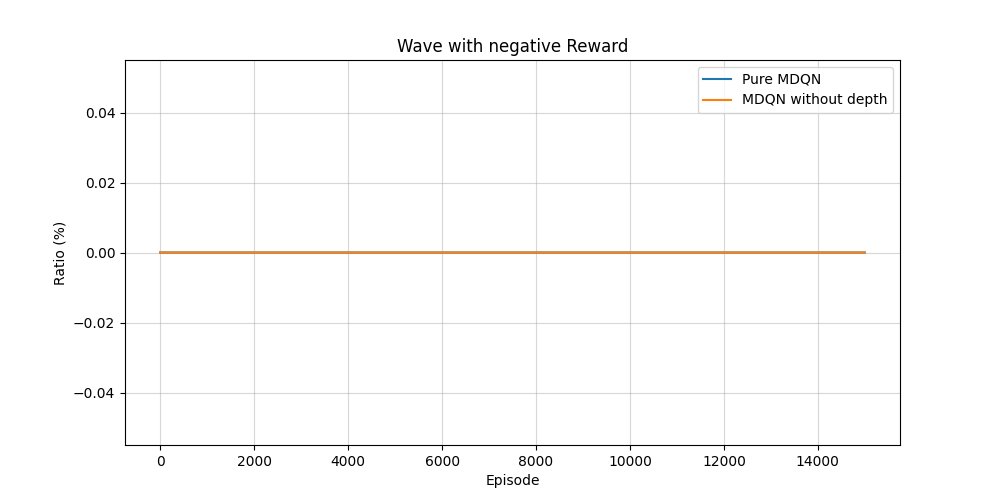 Wave with negative Reward
Pure MDQN
MDQN without depth
0.04
0.02
0.00
−0.02
−0.04
Ratio (%)
0 2000 4000 6000 8000 10000 12000 14000
Episode